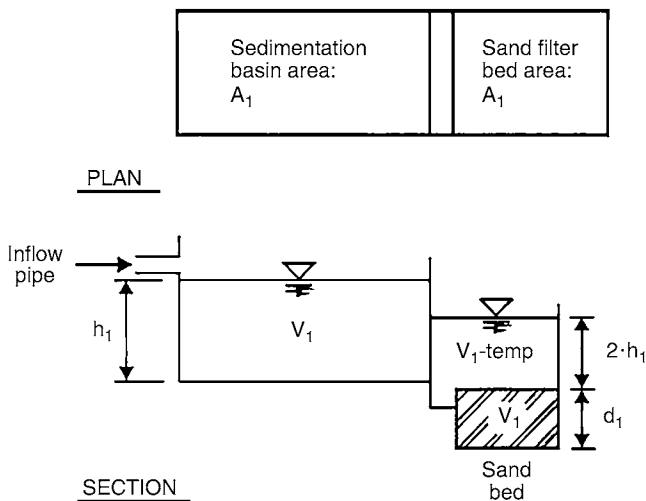 Sedimentation
basin area:
A₁
Sand filter
bed area:
A₁
PLAN
Inflow
pipe
h₁
V₁
V₁-temp
2·h₁
V₁
d₁
Sand
bed
SECTION